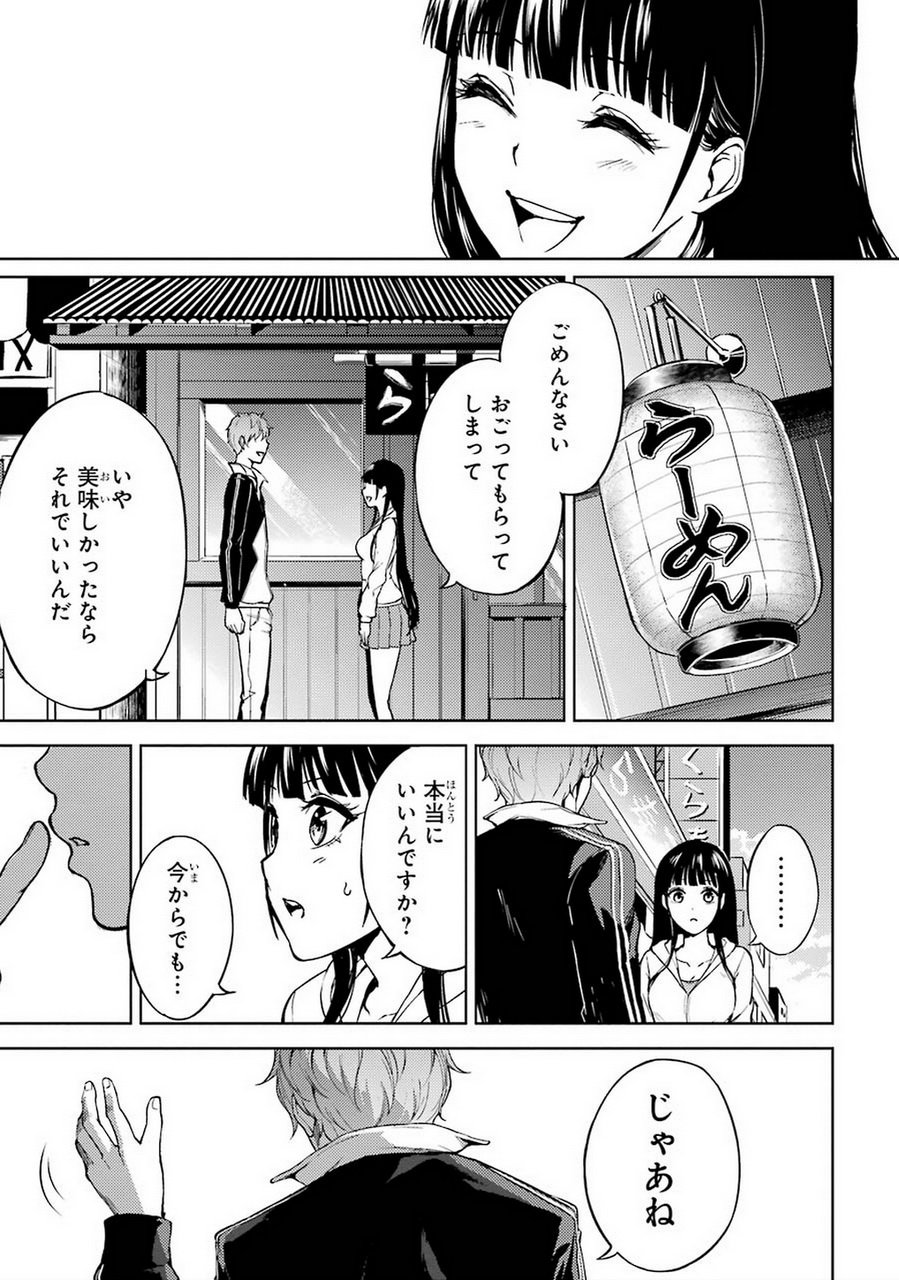 らーめん
ごめんなさい
おごってもらって
しまって
ら
いや
美味しかったなら
それでいいんだ
………
くらき
本当に
いいんですか?
今からでも…
じゃあね